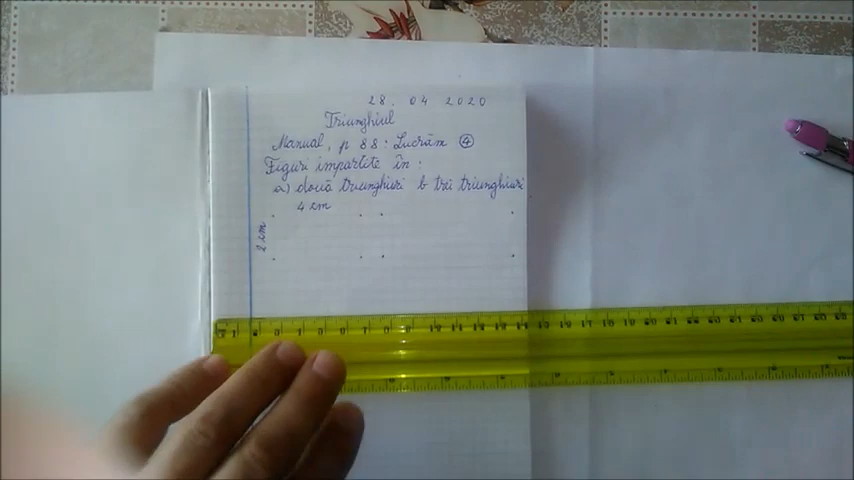 28. 04 2020
Triunghiul
Manual, p 88: Lucrăm ④
Figuri împărțite în:
a) două triunghiuri b trei triunghiuri
4 cm
2 cm